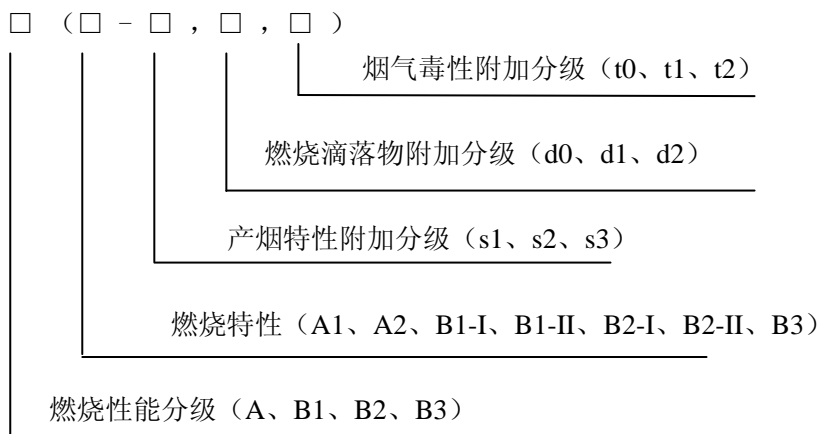 □（□-□，□，□）
烟气毒性附加分级（t0、t1、t2）
燃烧滴落物附加分级（d0、d1、d2）
产烟特性附加分级（s1、s2、s3）
燃烧特性（A1、A2、B1-I、B1-II、B2-I、B2-II、B3）
燃烧性能分级（A、B1、B2、B3）